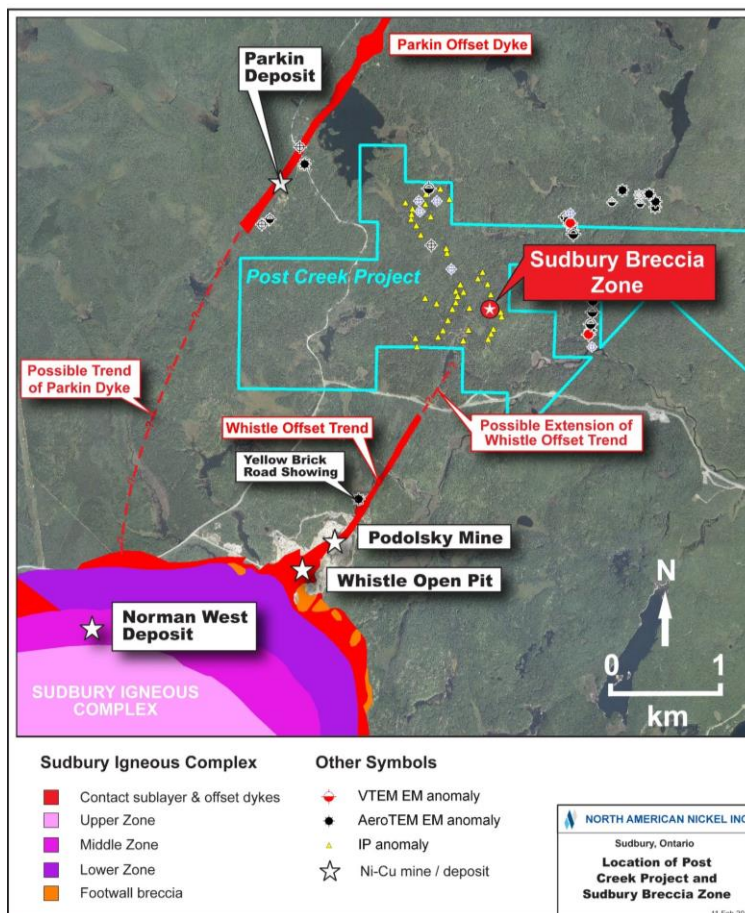 Parkin Offset Dyke
Parkin
Deposit
Post Creek Project
Sudbury Breccia
Zone
Possible Trend
of Parkin Dyke
Whistle Offset Trend
Possible Extension of
Whistle Offset Trend
Yellow Brick
Road Showing
Podolsky Mine
Whistle Open Pit
N
Norman West
Deposit
0 1
km
SUDBURY IGNEOUS
COMPLEX
Sudbury Igneous Complex
Contact sublayer & offset dykes
Upper Zone
Middle Zone
Lower Zone
Footwall breccia
Other Symbols
VTEM EM anomaly
AeroTEM EM anomaly
IP anomaly
Ni-Cu mine / deposit
NORTH AMERICAN NICKEL INC
Sudbury, Ontario
Location of Post
Creek Project and
Sudbury Breccia Zone